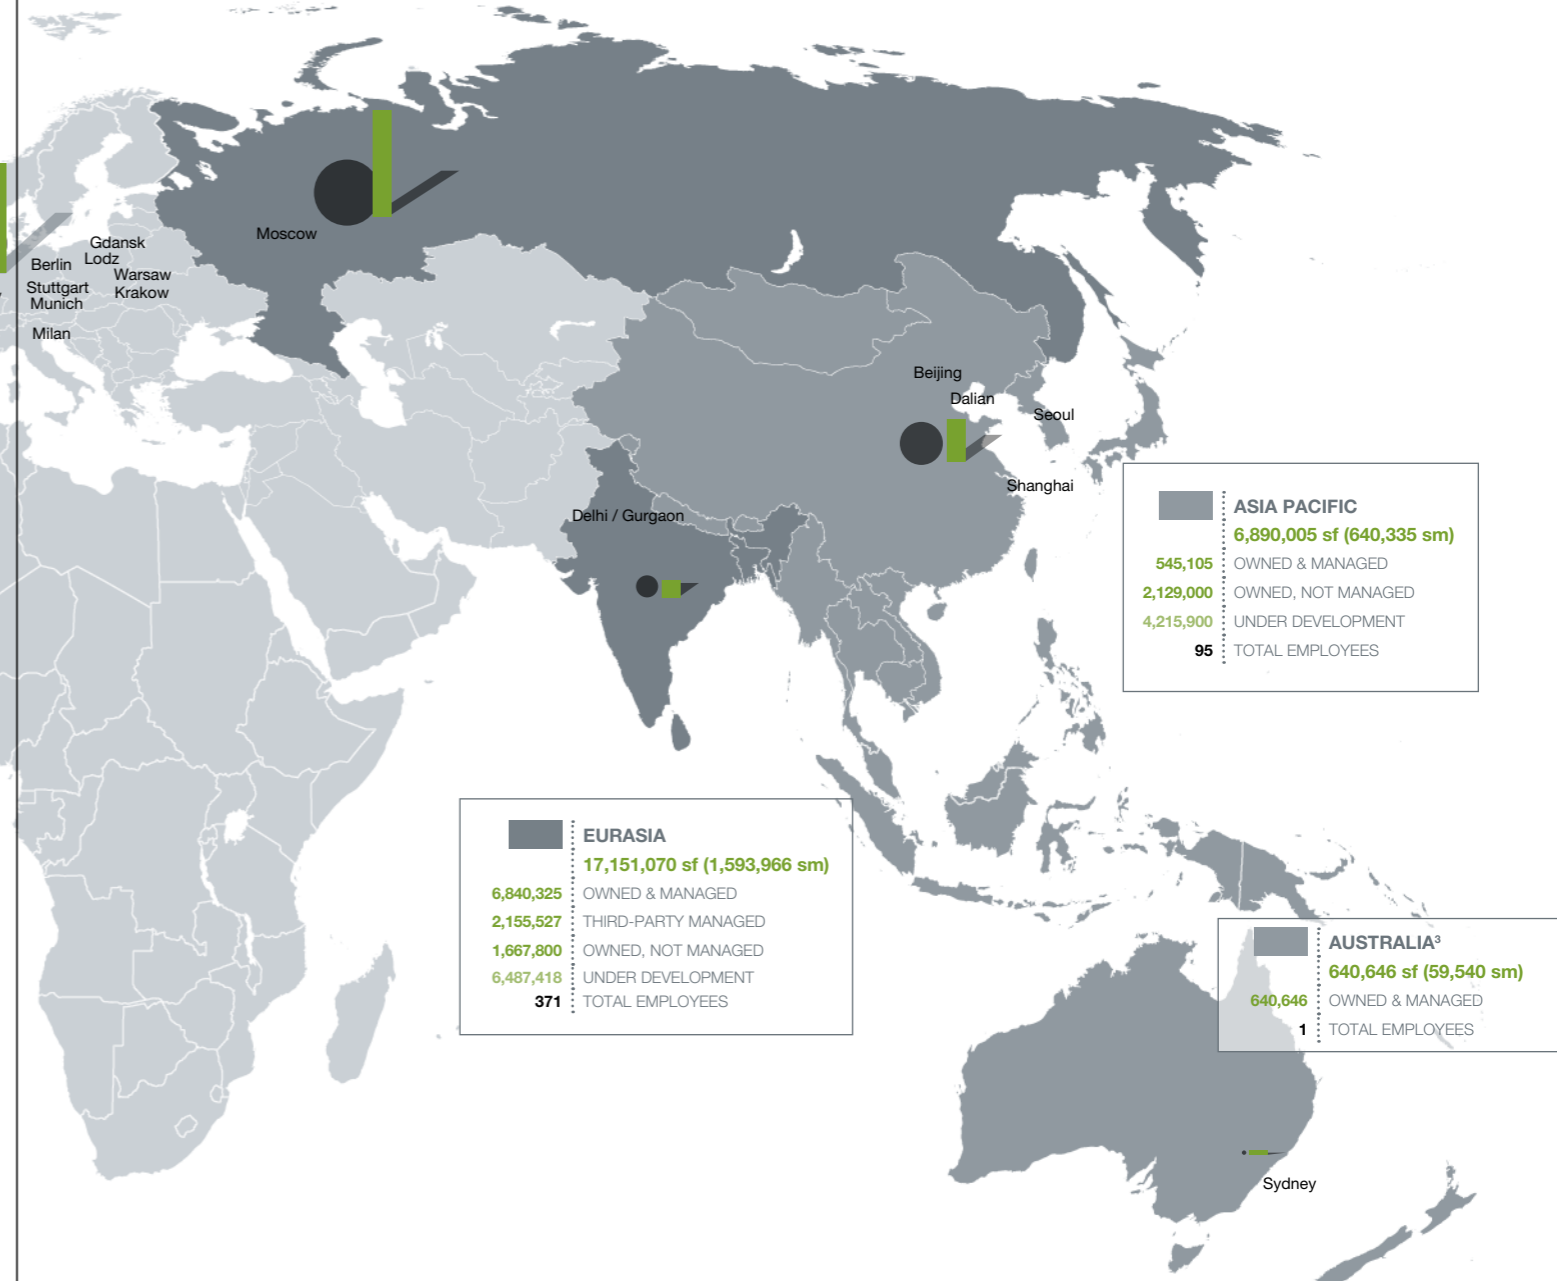 Moscow
Gdansk
Lodz
Berlin
Warsaw
Stuttgart
Krakow
Munich
Milan
Beijing
Dalian
Seoul
Shanghai
Delhi / Gurgaon
ASIA PACIFIC
6,890,005 sf (640,335 sm)
545,105 OWNED & MANAGED
2,129,000 OWNED, NOT MANAGED
4,215,900 UNDER DEVELOPMENT
95 TOTAL EMPLOYEES
EURASIA
17,151,070 sf (1,593,966 sm)
6,840,325 OWNED & MANAGED
2,155,527 THIRD-PARTY MANAGED
1,667,800 OWNED, NOT MANAGED
6,487,418 UNDER DEVELOPMENT
371 TOTAL EMPLOYEES
AUSTRALIA³
640,646 sf (59,540 sm)
640,646 OWNED & MANAGED
1 TOTAL EMPLOYEES
Sydney